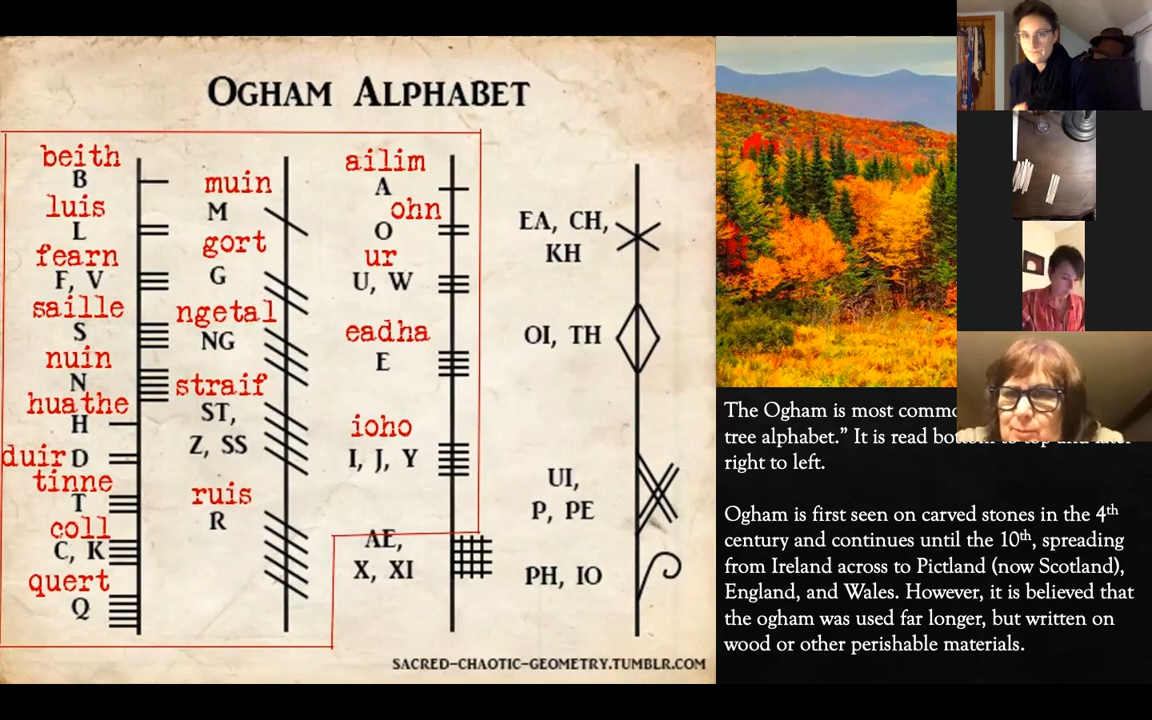 OGHAM ALPHABET
beith
B
luis
L
fearn
F, V
saille
S
nuin
N
huathe
H
duir D
tinne
T
coll
C, K
quert
Q
muin
M
gort
G
ngetal
NG
straif
ST,
Z, SS
ruis
R
ailim
A
ohn
O
ur
U, W
eadha
E
ioho
I, J, Y
AE,
X, XI
EA, CH,
KH
OI, TH
UI,
P, PE
PH, IO
SACRED-CHAOTIC-GEOMETRY.TUMBLR.COM
The Ogham is most
tree alphabet.” It is read
right to left.
Ogham is first seen on carved stones in the 4th
century and continues until the 10th, spreading
from Ireland across to Pictland (now Scotland),
England, and Wales. However, it is believed that
the ogham was used far longer, but written on
wood or other perishable materials.